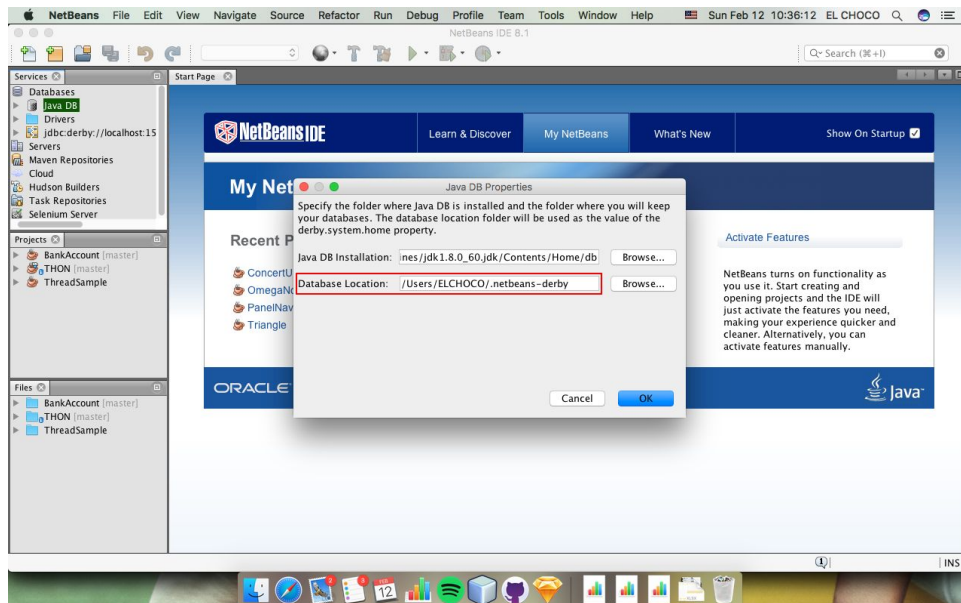 NetBeans File Edit View Navigate Source Refactor Run Debug Profile Team Tools Window Help Sun Feb 12 10:36:12 EL CHOCO
NetBeans IDE 8.1
Search (⌘+I)
Services
Start Page
Databases
Java DB
Drivers
jdbc:derby://localhost:15
Servers
Maven Repositories
Cloud
Hudson Builders
Task Repositories
Selenium Server
Projects
BankAccount [master]
THON [master]
ThreadSample
Files
BankAccount [master]
THON [master]
ThreadSample
NetBeans IDE
Learn & Discover
My NetBeans
What's New
Show On Startup
My Net
Recent P
ConcertU
OmegaNo
PanelNav
Triangle
Java DB Properties
Specify the folder where Java DB is installed and the folder where you will keep
your databases. The database location folder will be used as the value of the
derby.system.home property.
Java DB Installation: ines/jdk1.8.0_60.jdk/Contents/Home/db Browse...
Database Location: /Users/ELCHOCO/.netbeans-derby Browse...
Cancel OK
Activate Features
NetBeans turns on functionality as
you use it. Start creating and
opening projects and the IDE will
just activate the features you need,
making your experience quicker and
cleaner. Alternatively, you can
activate features manually.
ORACLE
Java
1
INS
FEB
12